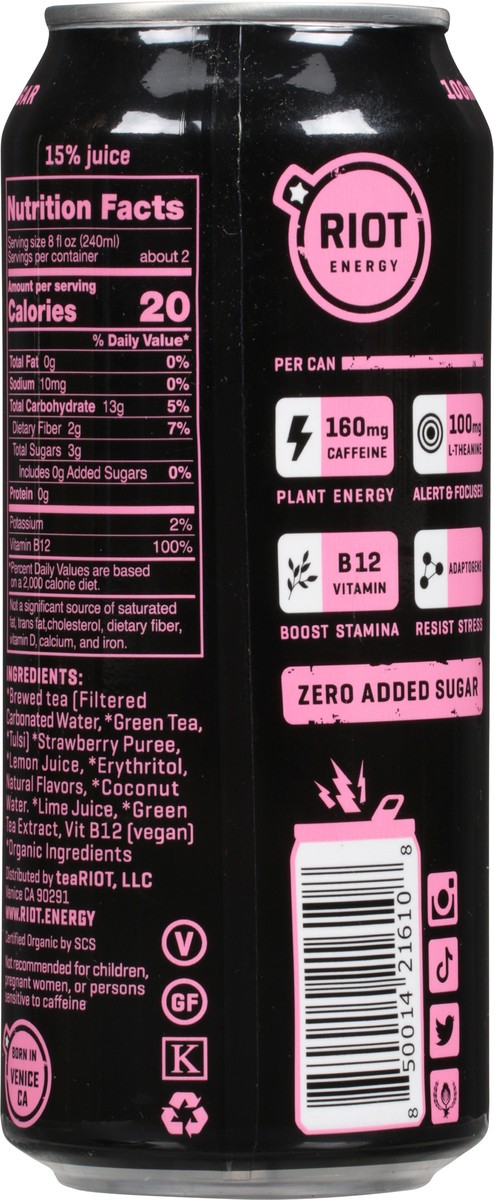 15% juice
Nutrition Facts
Serving size 8 fl oz (240ml)
Servings per container about 2
Amount per serving
Calories 20
% Daily Value*
Total Fat 0g 0%
Sodium 10mg 0%
Total Carbohydrate 13g 5%
Dietary Fiber 2g 7%
Total Sugars 3g
Includes 0g Added Sugars 0%
Protein 0g
Potassium 2%
Vitamin B12 100%
*Percent Daily Values are based
on a 2,000 calorie diet.
Not a significant source of saturated
fat, trans fat,cholesterol, dietary fiber,
vitamin D, calcium, and iron.
INGREDIENTS:
*Brewed tea (Filtered
Carbonated Water, *Green Tea,
*Tulsi) *Strawberry Puree,
*Lemon Juice, *Erythritol,
Natural Flavors, *Coconut
Water. *Lime Juice, *Green
Tea Extract, Vit B12 (vegan)
*Organic Ingredients
Distributed by teaRIOT, LLC
Venice CA 90291
WWW.RIOT.ENERGY
Certified Organic by SCS
Not recommended for children,
pregnant women, or persons
sensitive to caffeine
BORN IN
VENICE
CA
V
GF
K
RIOT
ENERGY
PER CAN
160mg
CAFFEINE
PLANT ENERGY
100mg
L-THEANINE
ALERT & FOCUSED
B12
VITAMIN
BOOST STAMINA
ADAPTOGENS
RESIST STRESS
ZERO ADDED SUGAR
8 50014 21610 8